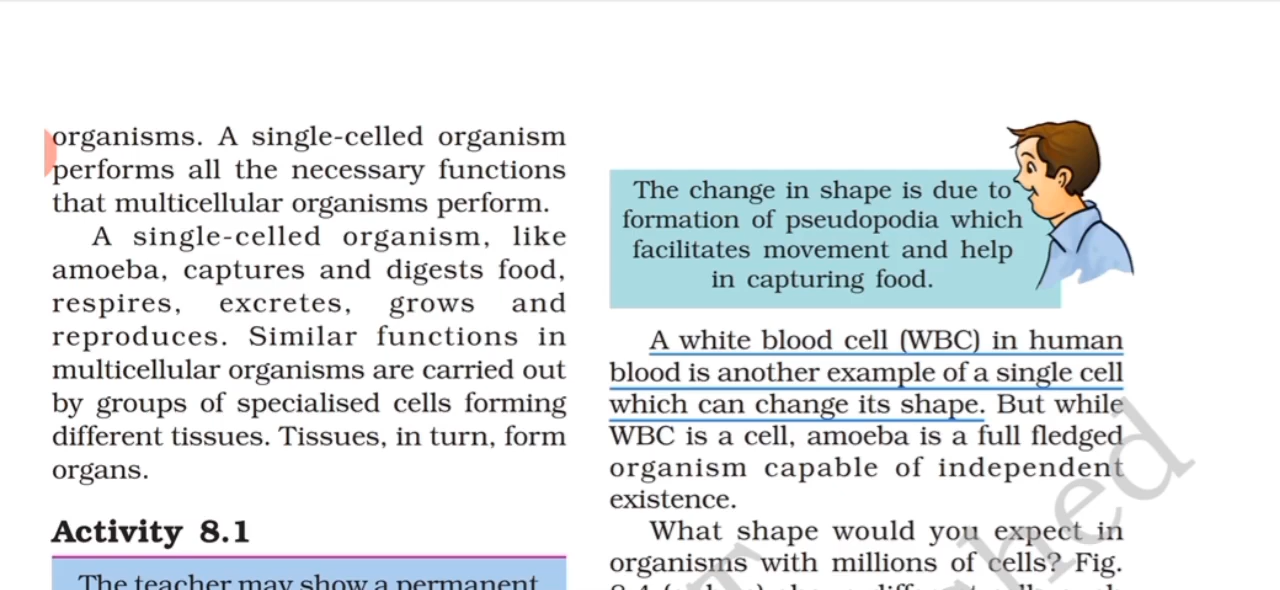 organisms. A single-celled organism
performs all the necessary functions
that multicellular organisms perform.
A single-celled organism, like
amoeba, captures and digests food,
respires, excretes, grows and
reproduces. Similar functions in
multicellular organisms are carried out
by groups of specialised cells forming
different tissues. Tissues, in turn, form
organs.
Activity 8.1
The teacher may show a permanent
The change in shape is due to
formation of pseudopodia which
facilitates movement and help
in capturing food.
A white blood cell (WBC) in human
blood is another example of a single cell
which can change its shape. But while
WBC is a cell, amoeba is a full fledged
organism capable of independent
existence.
What shape would you expect in
organisms with millions of cells? Fig.